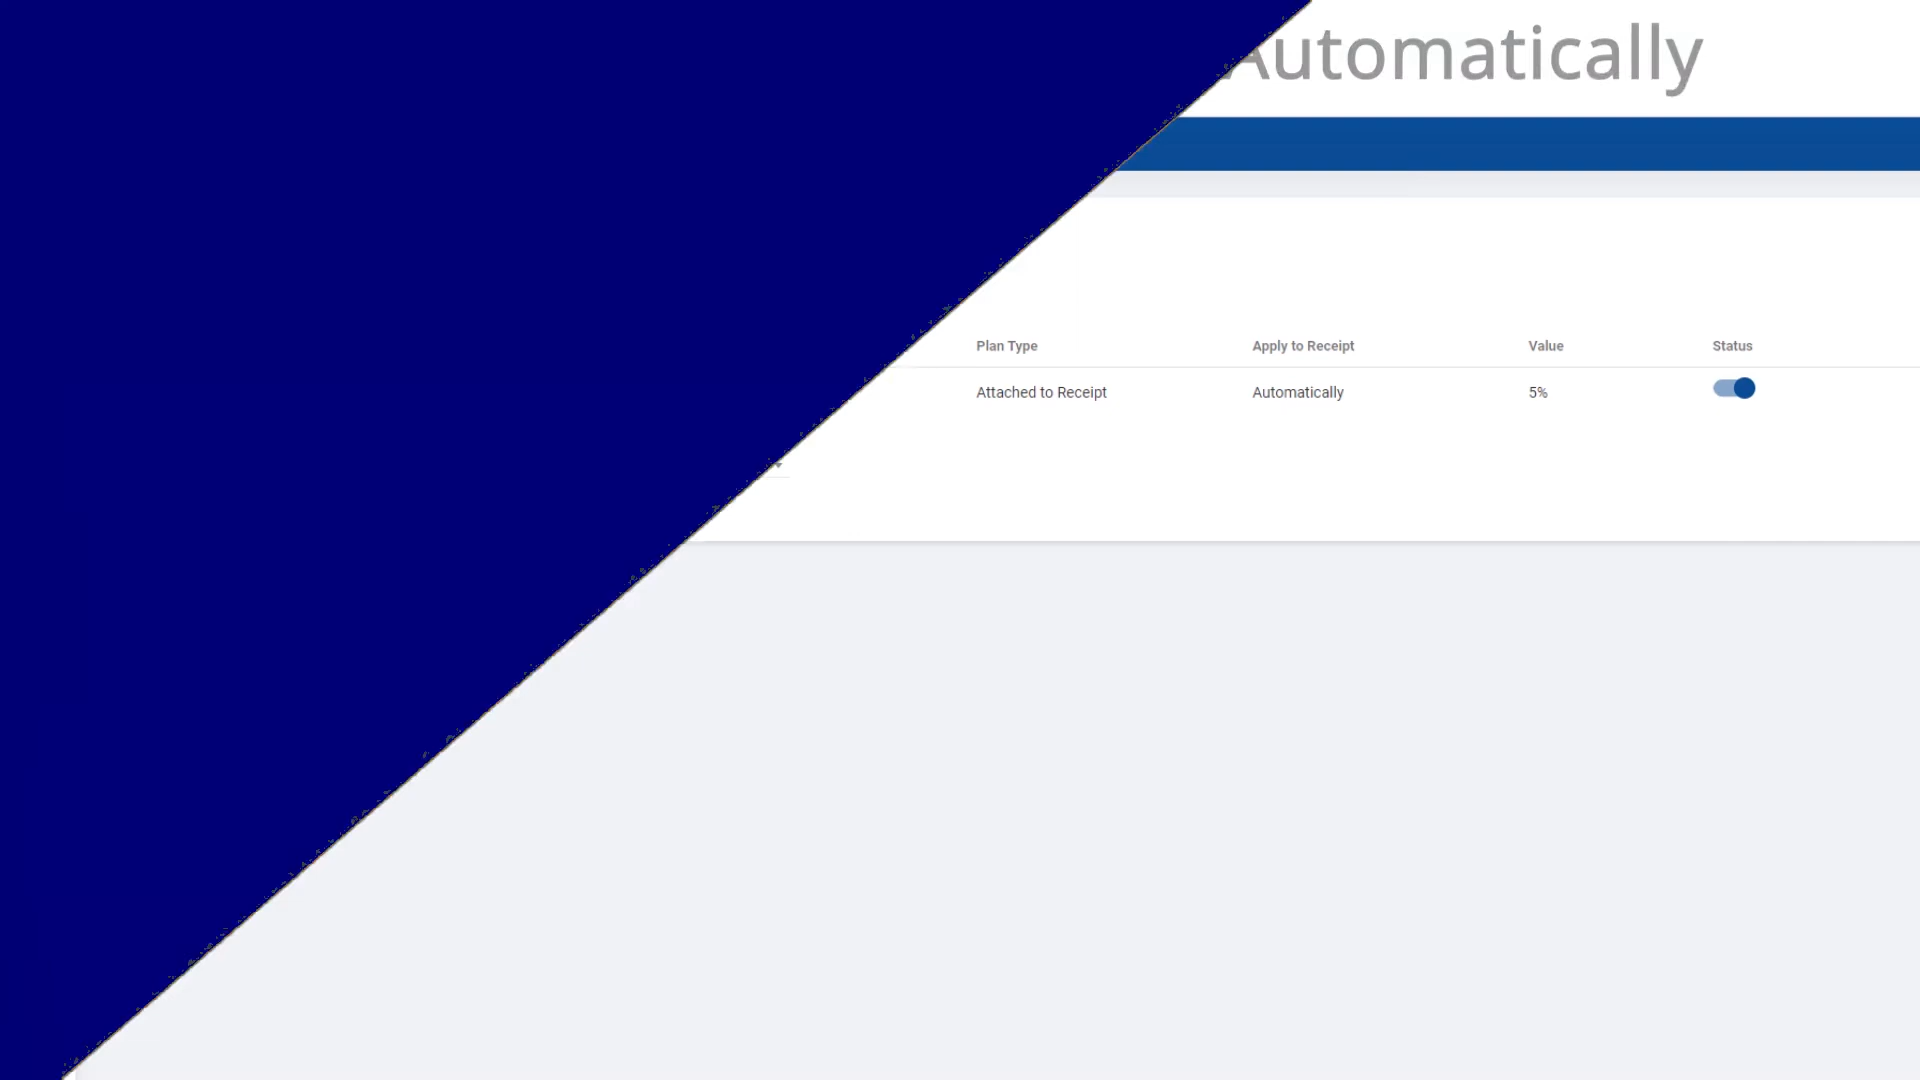 Automatically
Plan Type Apply to Receipt Value Status
Attached to Receipt Automatically 5%